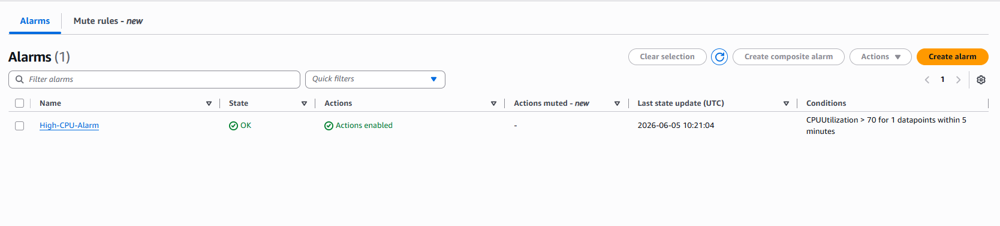 Alarms
Mute rules - new
Alarms (1)
Clear selection
Create composite alarm
Actions
Create alarm
Filter alarms
Quick filters
1
Name
State
Actions
Actions muted - new
Last state update (UTC)
Conditions
High-CPU-Alarm
OK
Actions enabled
-
2026-06-05 10:21:04
CPUUtilization > 70 for 1 datapoints within 5
minutes